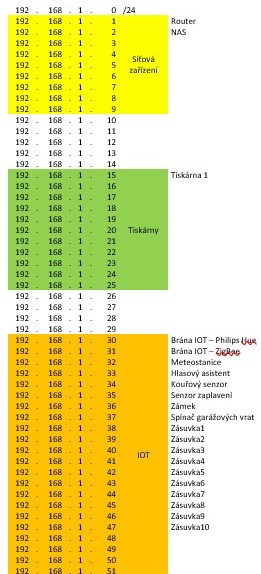 192 . 168 . 1 . 0 /24
192 . 168 . 1 . 1 Router
192 . 168 . 1 . 2 NAS
192 . 168 . 1 . 3
192 . 168 . 1 . 4
192 . 168 . 1 . 5 Síťová
192 . 168 . 1 . 6 zařízení
192 . 168 . 1 . 7
192 . 168 . 1 . 8
192 . 168 . 1 . 9
192 . 168 . 1 . 10
192 . 168 . 1 . 11
192 . 168 . 1 . 12
192 . 168 . 1 . 13
192 . 168 . 1 . 14
192 . 168 . 1 . 15 Tiskárna 1
192 . 168 . 1 . 16
192 . 168 . 1 . 17
192 . 168 . 1 . 18
192 . 168 . 1 . 19
192 . 168 . 1 . 20 Tiskárny
192 . 168 . 1 . 21
192 . 168 . 1 . 22
192 . 168 . 1 . 23
192 . 168 . 1 . 24
192 . 168 . 1 . 25
192 . 168 . 1 . 26
192 . 168 . 1 . 27
192 . 168 . 1 . 28
192 . 168 . 1 . 29
192 . 168 . 1 . 30 Brána IOT – Philips Hue
192 . 168 . 1 . 31 Brána IOT – ZigBee
192 . 168 . 1 . 32 Meteostanice
192 . 168 . 1 . 33 Hlasový asistent
192 . 168 . 1 . 34 Kouřový senzor
192 . 168 . 1 . 35 Senzor zaplavení
192 . 168 . 1 . 36 Zámek
192 . 168 . 1 . 37 Spínač garážových vrat
192 . 168 . 1 . 38 Zásuvka1
192 . 168 . 1 . 39 Zásuvka2
192 . 168 . 1 . 40 Zásuvka3
192 . 168 . 1 . 41 IOT Zásuvka4
192 . 168 . 1 . 42 Zásuvka5
192 . 168 . 1 . 43 Zásuvka6
192 . 168 . 1 . 44 Zásuvka7
192 . 168 . 1 . 45 Zásuvka8
192 . 168 . 1 . 46 Zásuvka9
192 . 168 . 1 . 47 Zásuvka10
192 . 168 . 1 . 48
192 . 168 . 1 . 49
192 . 168 . 1 . 50
192 . 168 . 1 . 51